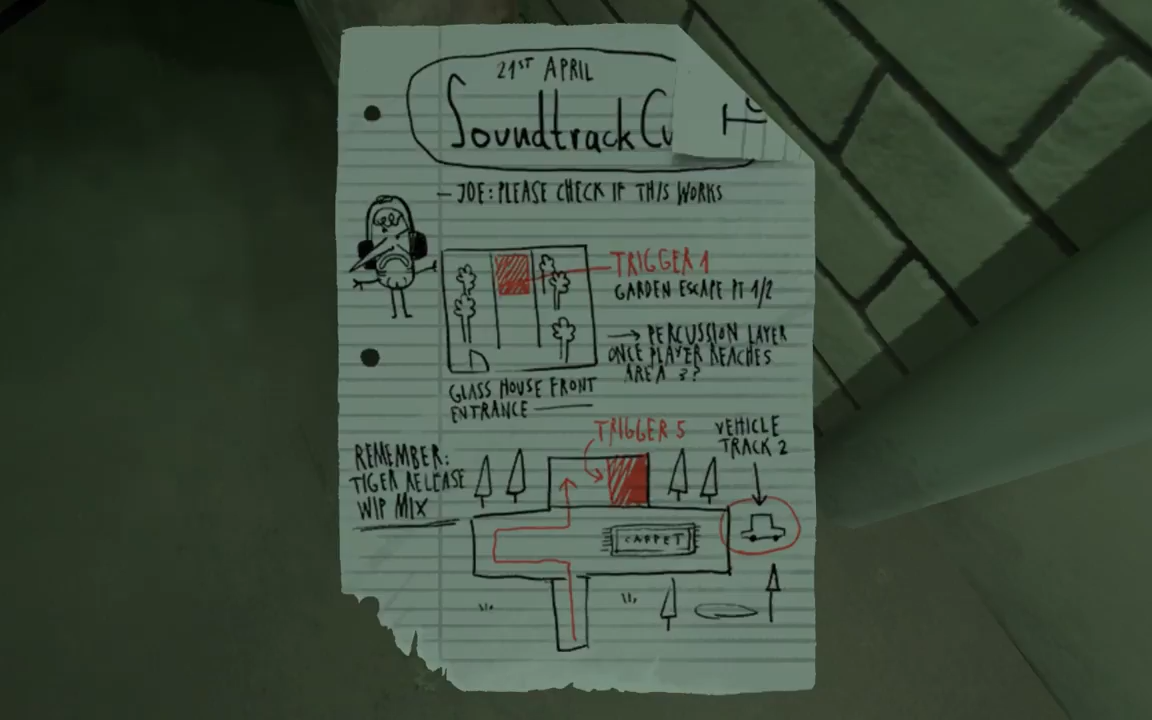 21ST APRIL
Soundtrack Cu
- JOE: PLEASE CHECK IF THIS WORKS
TRIGGER 1
GARDEN ESCAPE PT 1/2
→ PERCUSSION LAYER
ONCE PLAYER REACHES
AREA ??
GLASS HOUSE FRONT
ENTRANCE
TRIGGER 5
VEHICLE
TRACK 2
REMEMBER:
TIGER RELEASE
WIP MIX
CARPET